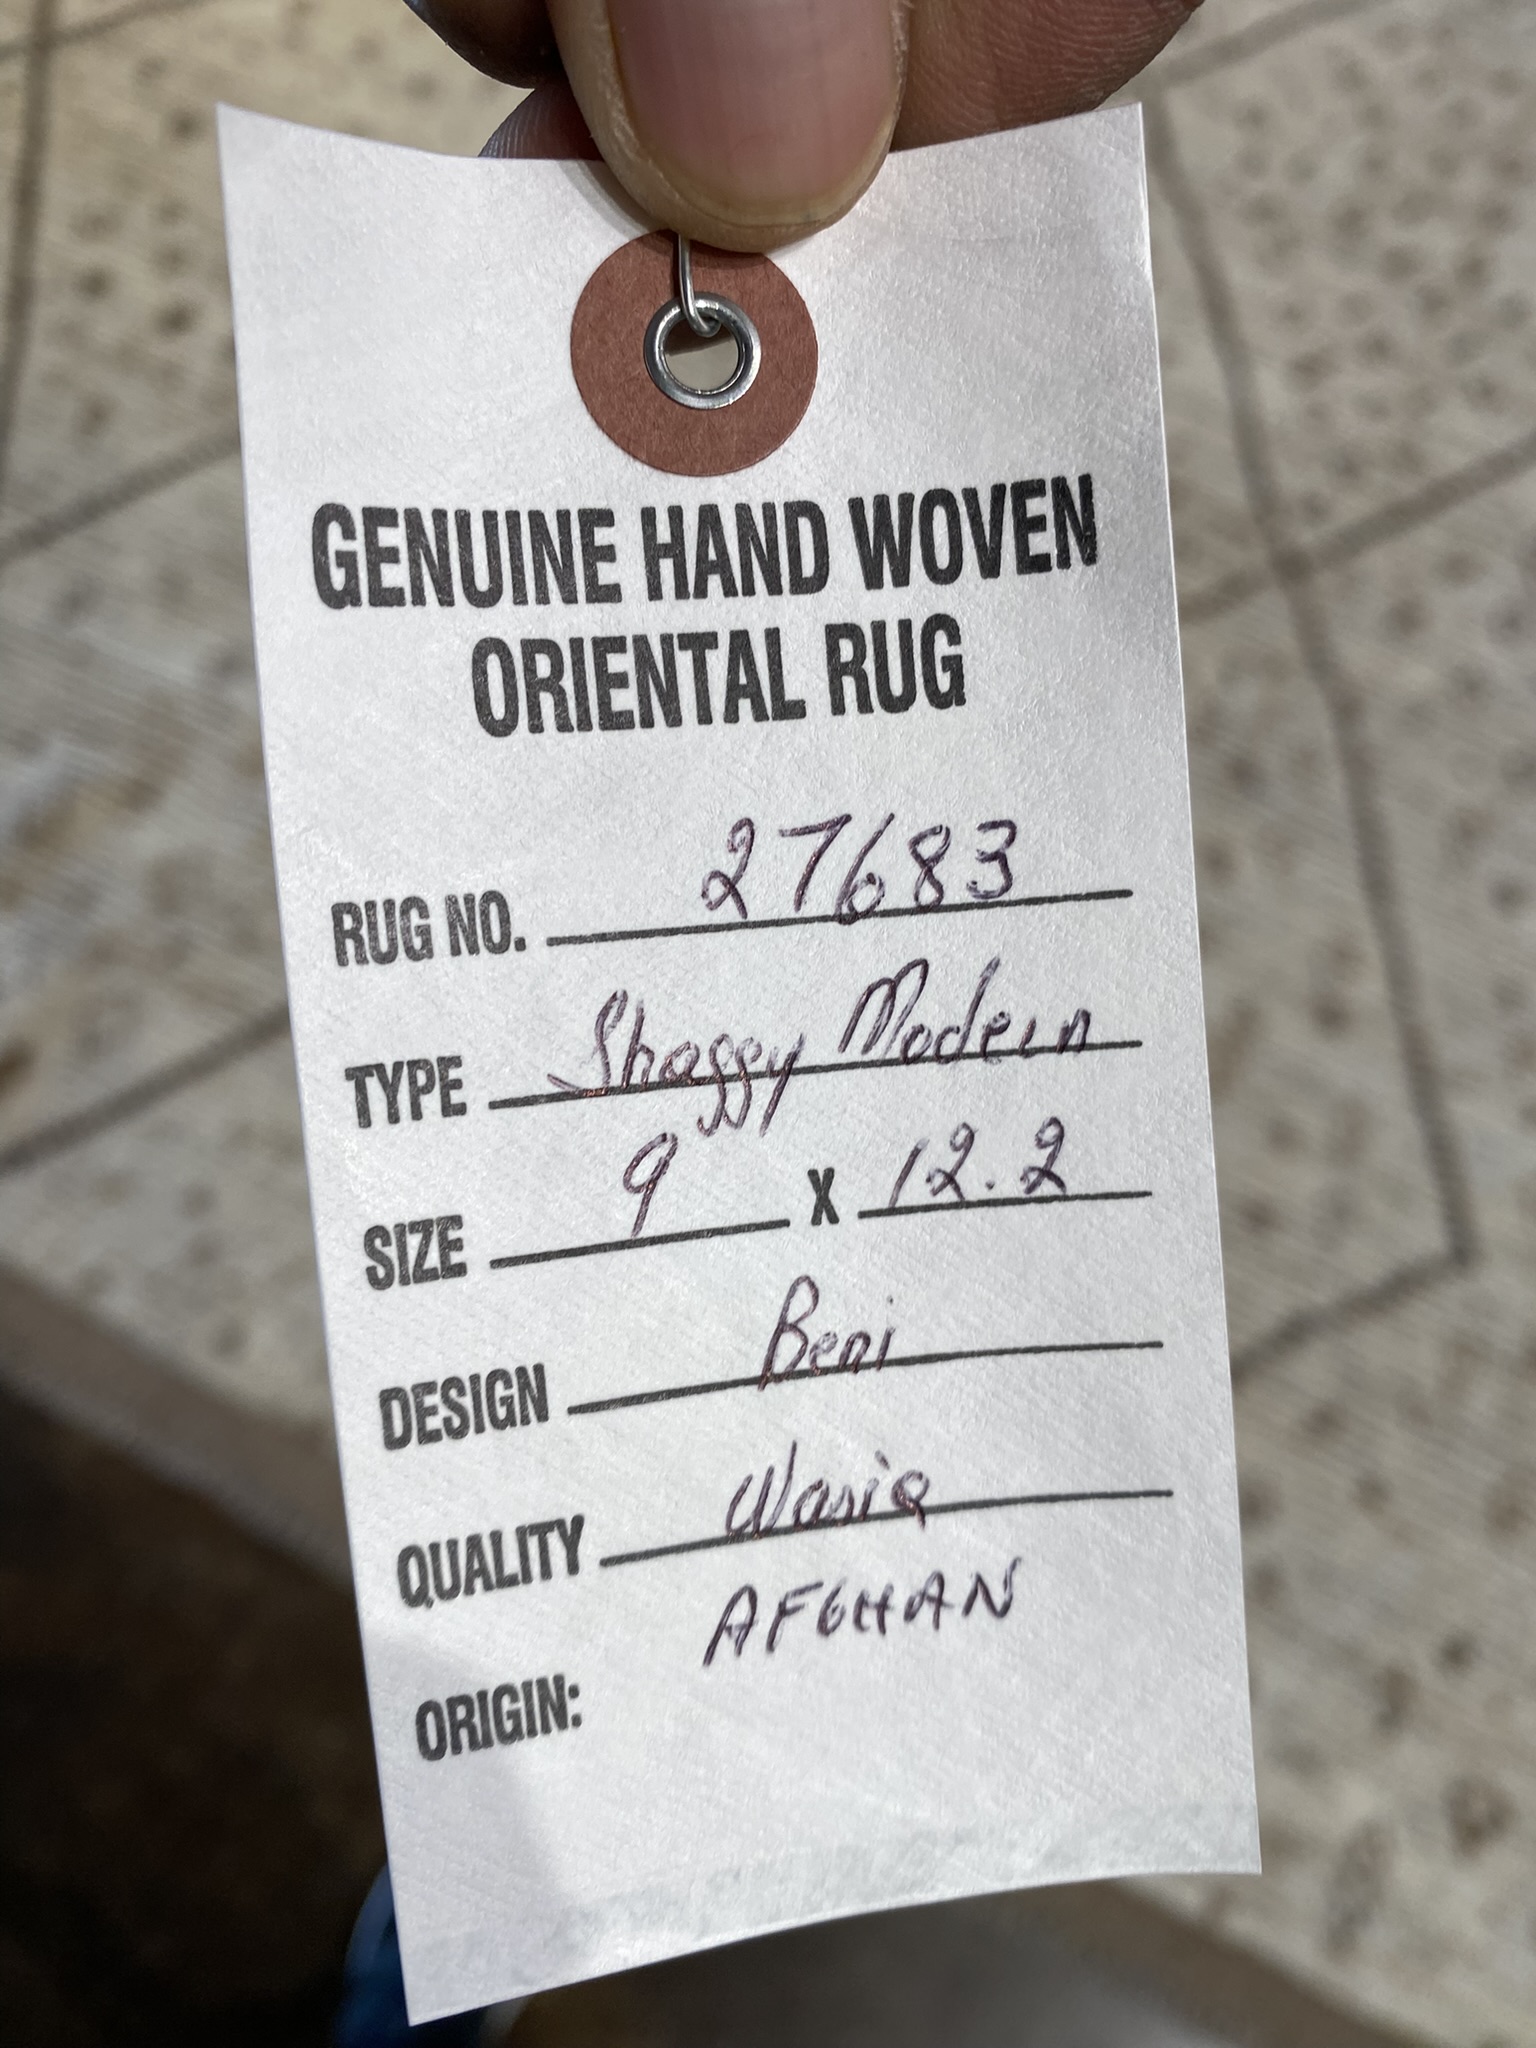 GENUINE HAND WOVEN
ORIENTAL RUG
RUG NO. 27683
TYPE Shaggy Modern
SIZE 9 X 12.2
DESIGN Beni
QUALITY Wasiq
ORIGIN: AFGHAN